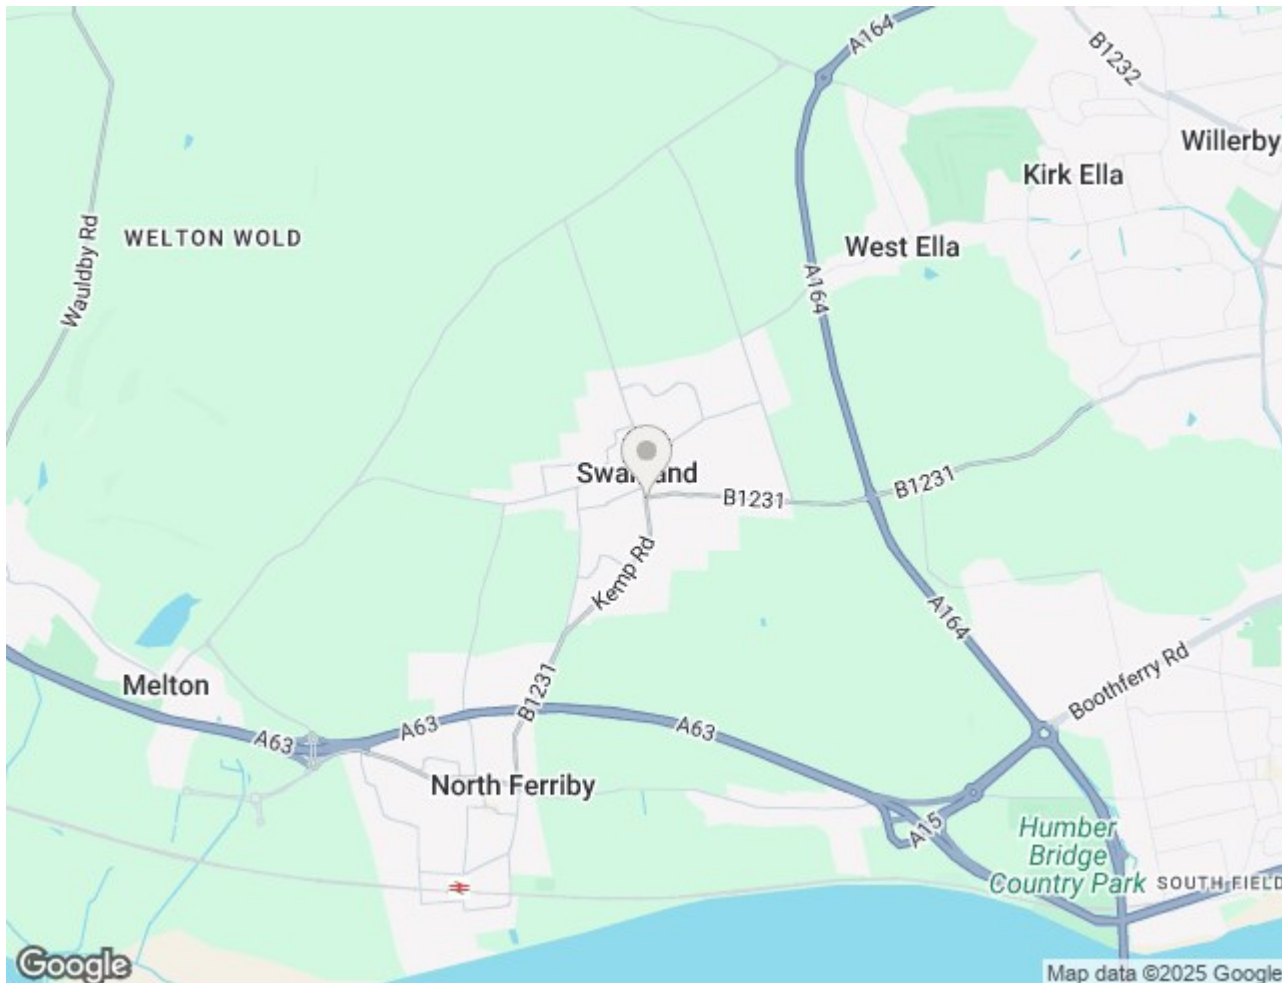 A164
B1232
Willerby
Kirk Ella
Wauldby Rd
WELTON WOLD
West Ella
A164
B1231
B1231
Kemp Rd
A164
Boothferry Rd
Melton
B1231
A63
A63
A63
North Ferriby
A15
Humber
Bridge
Country Park
SOUTH FIELD
Google
Map data ©2025 Google